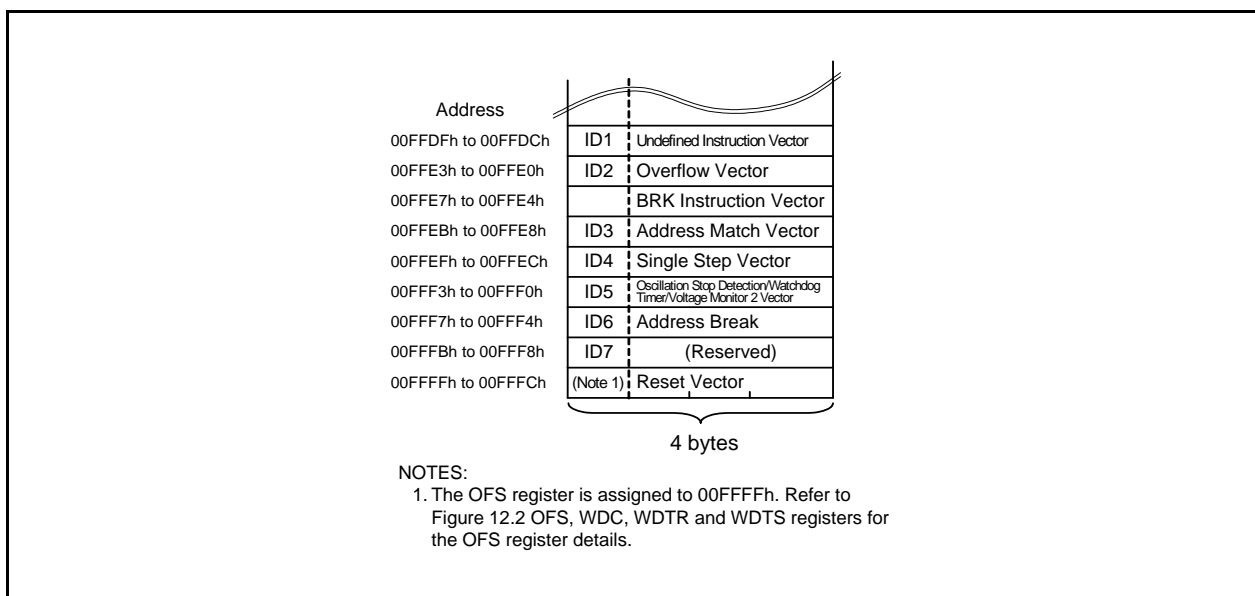 Address
00FFDFh to 00FFDCh ID1 Undefined Instruction Vector
00FFE3h to 00FFE0h ID2 Overflow Vector
00FFE7h to 00FFE4h BRK Instruction Vector
00FFEBh to 00FFE8h ID3 Address Match Vector
00FFEFh to 00FFECh ID4 Single Step Vector
00FFF3h to 00FFF0h ID5 Oscillation Stop Detection/Watchdog
Timer/Voltage Monitor 2 Vector
00FFF7h to 00FFF4h ID6 Address Break
00FFFBh to 00FFF8h ID7 (Reserved)
00FFFFh to 00FFFCh (Note 1) Reset Vector
4 bytes
NOTES:
1. The OFS register is assigned to 00FFFFh. Refer to
Figure 12.2 OFS, WDC, WDTR and WDTS registers for
the OFS register details.